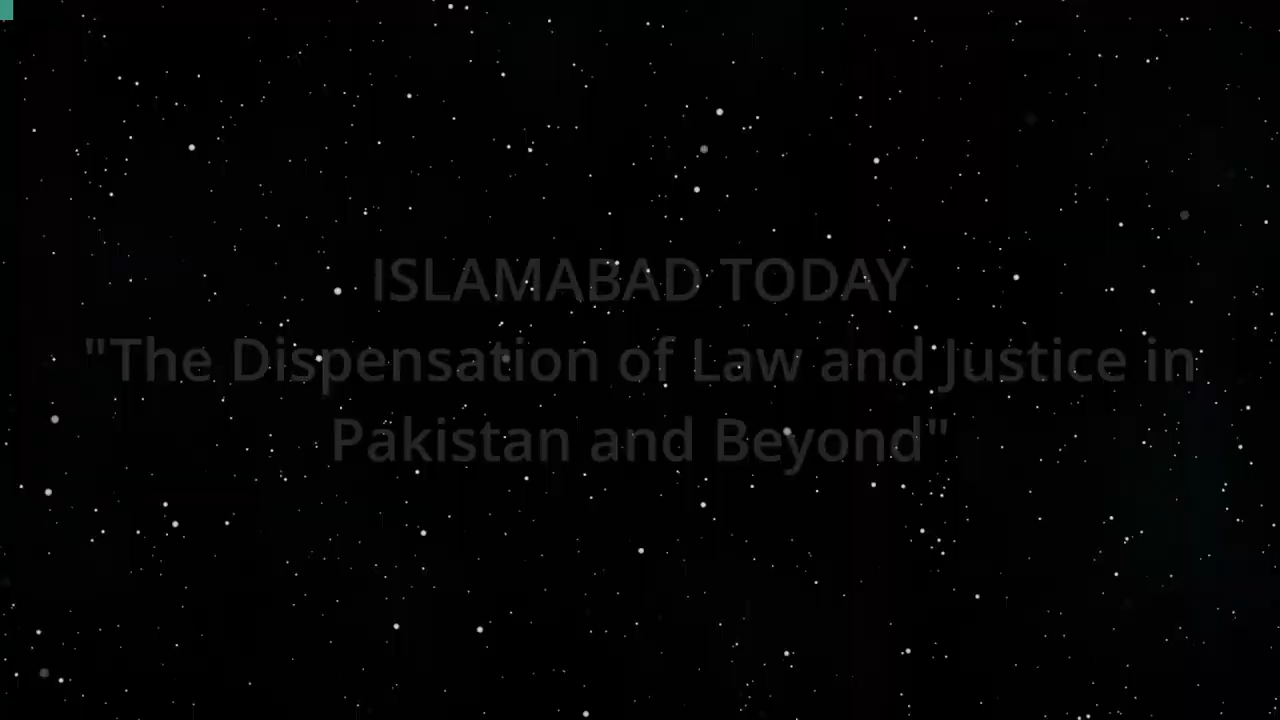 ISLAMABAD TODAY
"The Dispensation of Law and Justice in
Pakistan and Beyond"